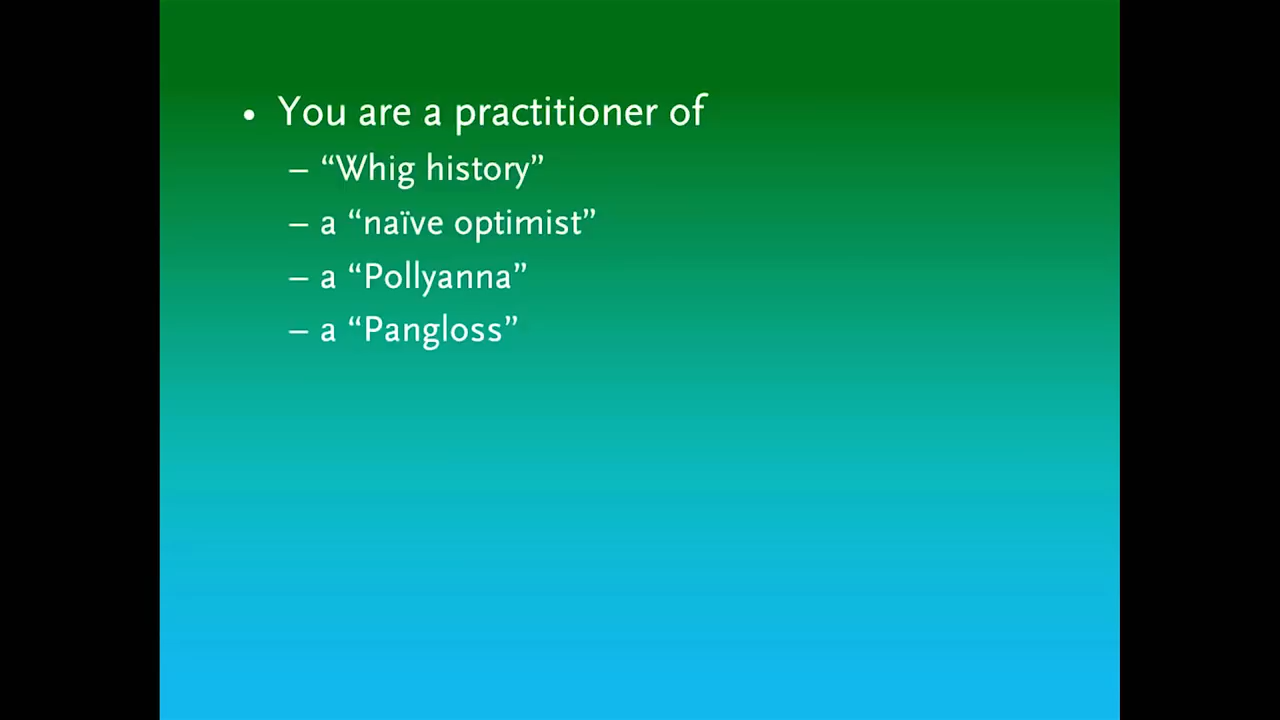 • You are a practitioner of
– “Whig history”
– a “naïve optimist”
– a “Pollyanna”
– a “Pangloss”